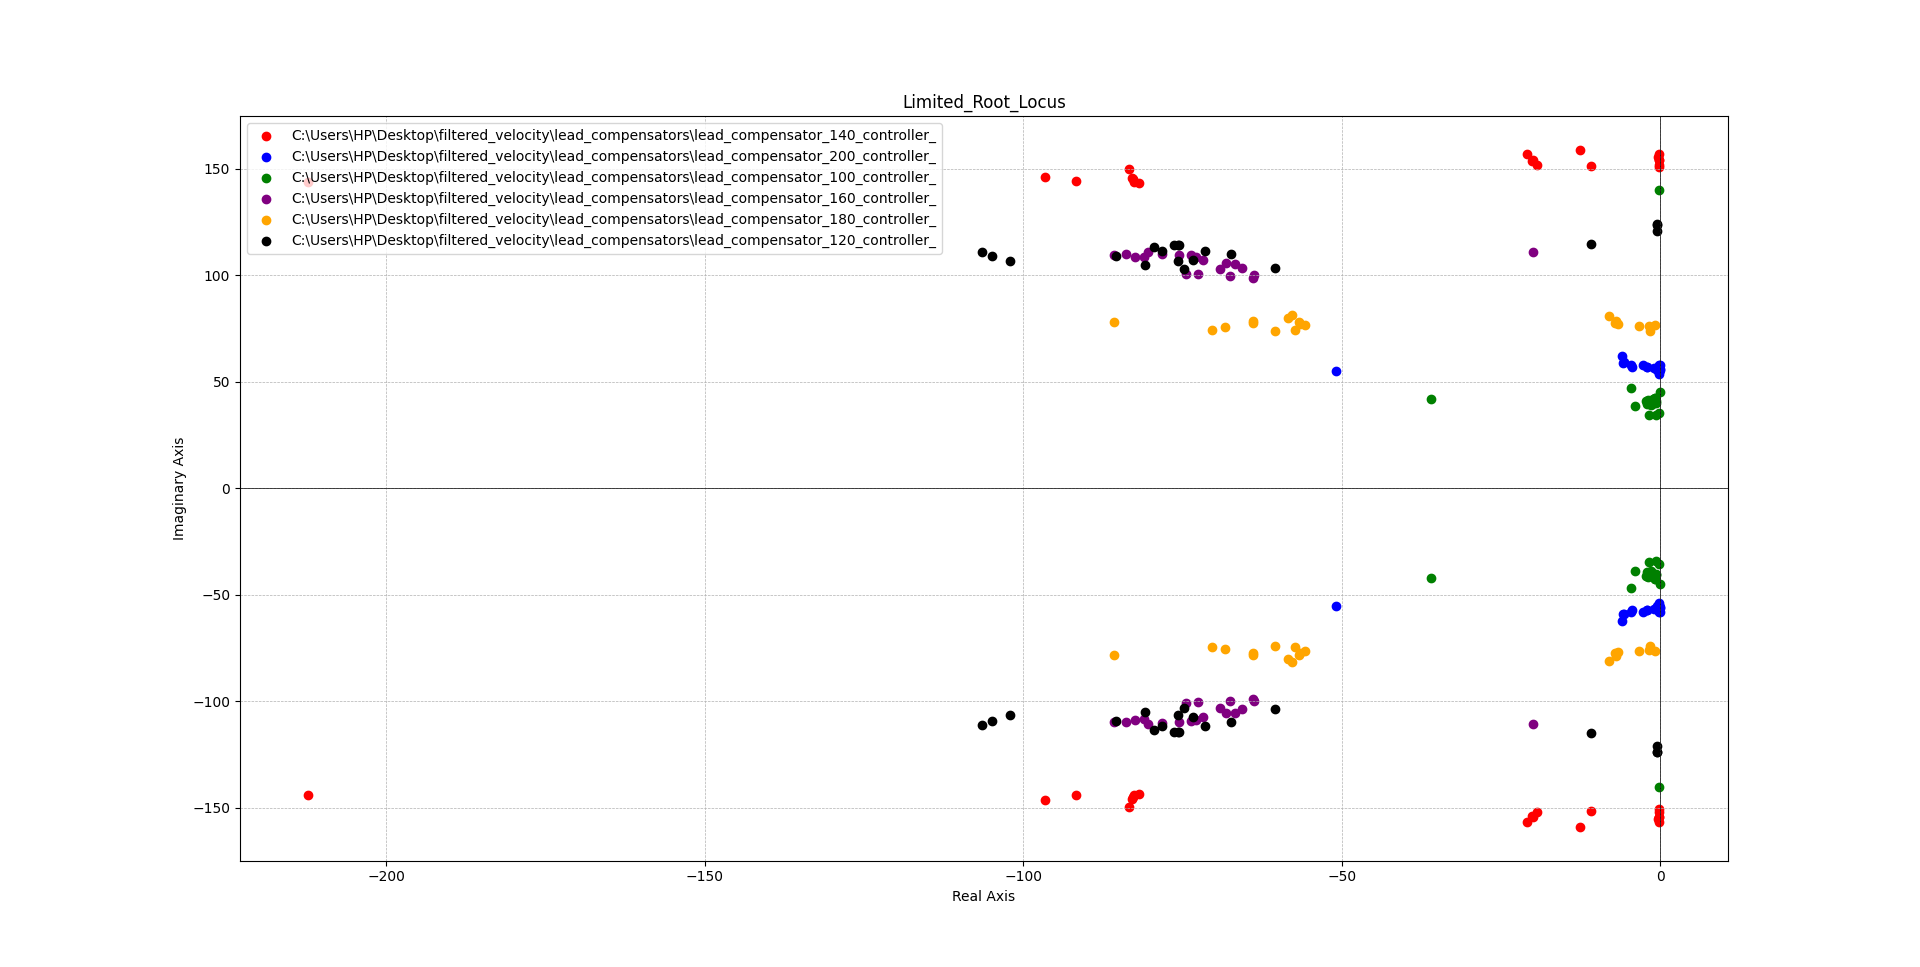 Limited_Root_Locus
C:\Users\HP\Desktop\filtered_velocity\lead_compensators\lead_compensator_140_controller_
C:\Users\HP\Desktop\filtered_velocity\lead_compensators\lead_compensator_200_controller_
C:\Users\HP\Desktop\filtered_velocity\lead_compensators\lead_compensator_100_controller_
C:\Users\HP\Desktop\filtered_velocity\lead_compensators\lead_compensator_160_controller_
C:\Users\HP\Desktop\filtered_velocity\lead_compensators\lead_compensator_180_controller_
C:\Users\HP\Desktop\filtered_velocity\lead_compensators\lead_compensator_120_controller_
Imaginary Axis
150
100
50
0
−50
−100
−150
−200
−150
−100
−50
0
Real Axis